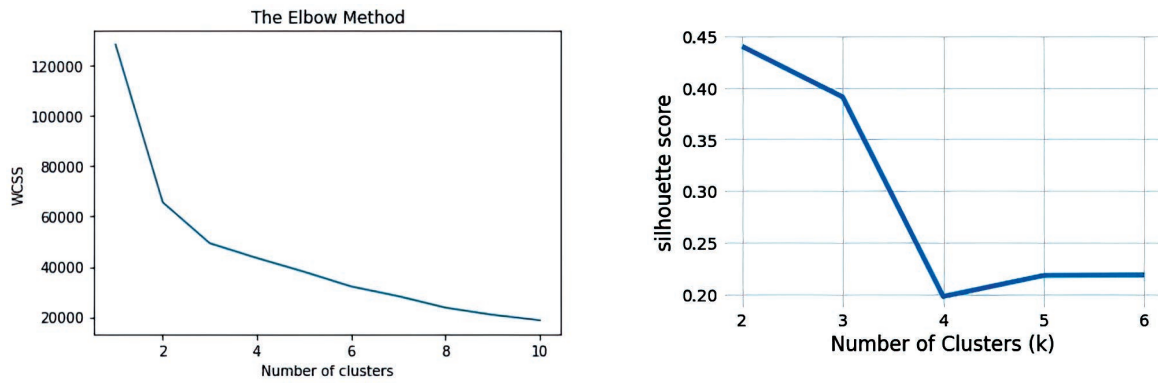 The Elbow Method
WCSS
120000
100000
80000
60000
40000
20000
2 4 6 8 10
Number of clusters
silhouette score
0.45
0.40
0.35
0.30
0.25
0.20
2 3 4 5 6
Number of Clusters (k)